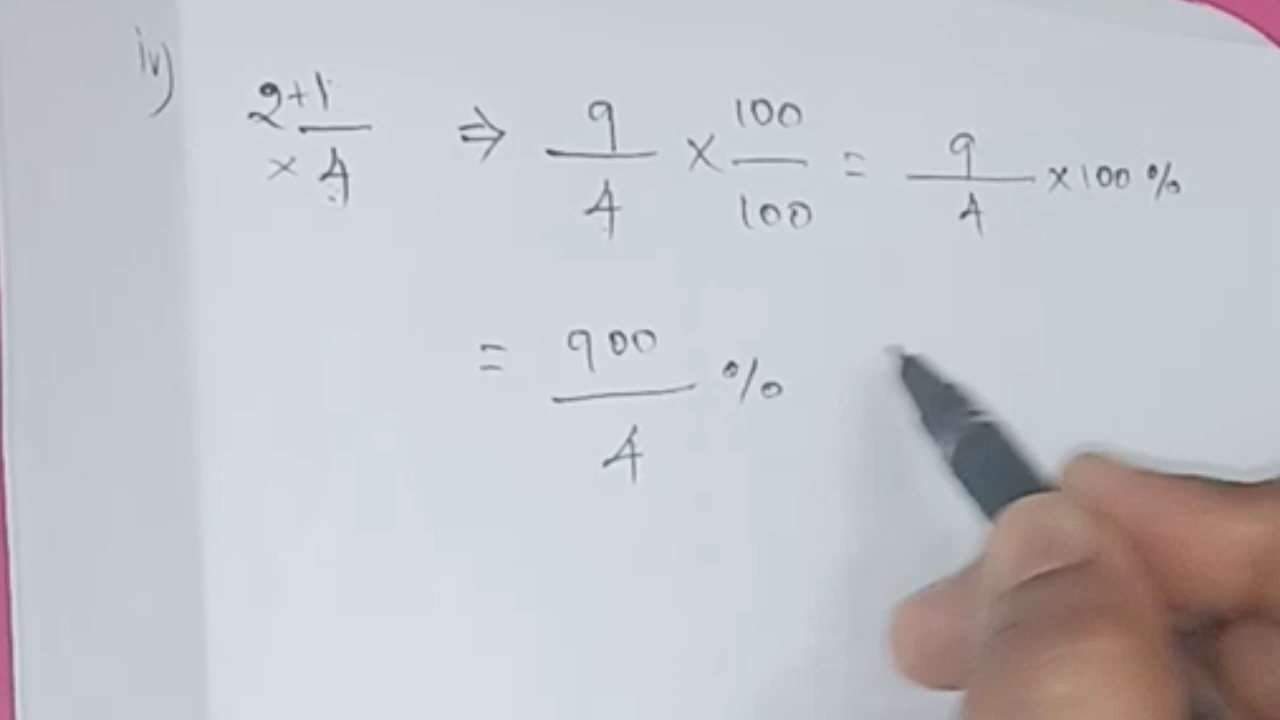 iv) 2+1/×4 ⇒ 9/4 × 100/100 = 9/4 × 100 %
= 900/4 %